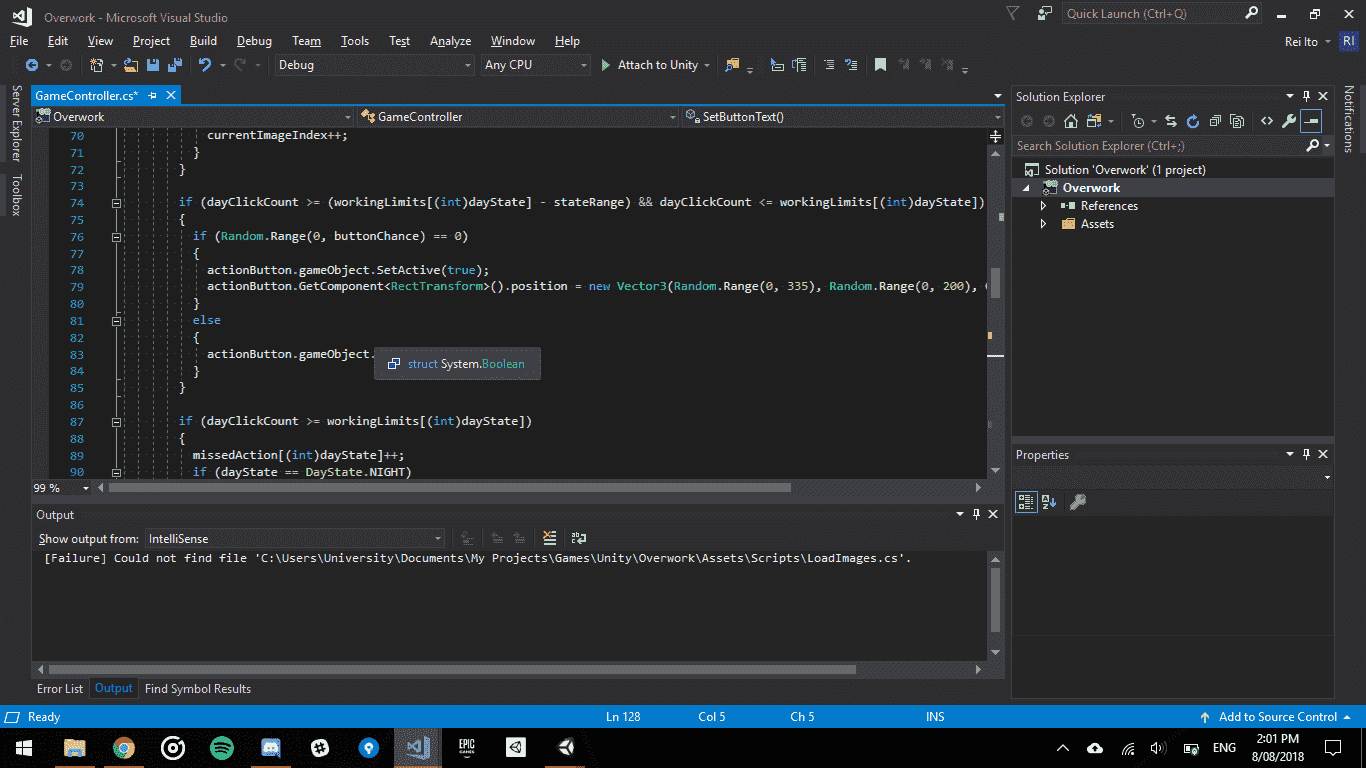 Overwork - Microsoft Visual Studio
Quick Launch (Ctrl+Q)
File Edit View Project Build Debug Team Tools Test Analyze Window Help
Rei Ito RI
Debug Any CPU Attach to Unity
Server Explorer
Toolbox
GameController.cs*
Overwork GameController SetButtonText()
70 currentImageIndex++;
71 }
72 }
73
74 if (dayClickCount >= (workingLimits[(int)dayState] - stateRange) && dayClickCount <= workingLimits[(int)dayState])
75 {
76 if (Random.Range(0, buttonChance) == 0)
77 {
78 actionButton.gameObject.SetActive(true);
79 actionButton.GetComponent<RectTransform>().position = new Vector3(Random.Range(0, 335), Random.Range(0, 200),
80 }
81 else
82 {
83 actionButton.gameObject.
struct System.Boolean
84 }
85 }
86
87 if (dayClickCount >= workingLimits[(int)dayState])
88 {
89 missedAction[(int)dayState]++;
90 if (dayState == DayState.NIGHT)
99 %
Output
Show output from: IntelliSense
[Failure] Could not find file 'C:\Users\University\Documents\My Projects\Games\Unity\Overwork\Assets\Scripts\LoadImages.cs'.
Error List Output Find Symbol Results
Solution Explorer
Search Solution Explorer (Ctrl+;)
Solution 'Overwork' (1 project)
Overwork
References
Assets
Properties
Notifications
Ready Ln 128 Col 5 Ch 5 INS Add to Source Control
EPIC
GAMES
ENG
2:01 PM
8/08/2018